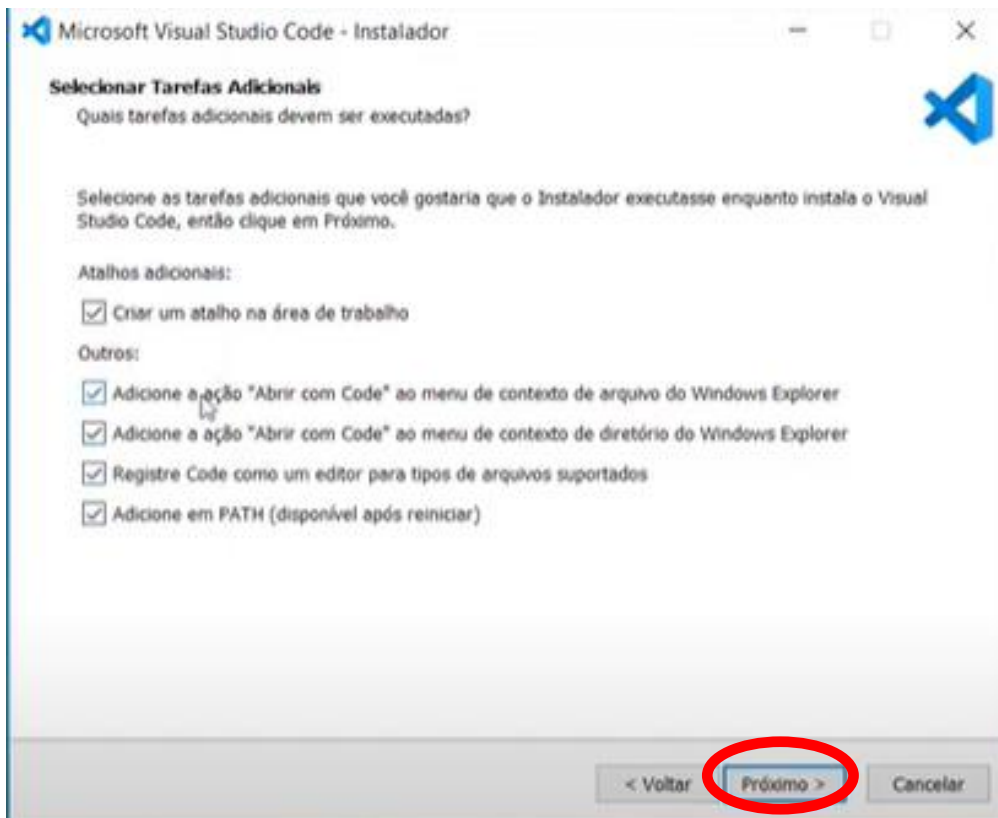 Microsoft Visual Studio Code - Instalador
Selecionar Tarefas Adicionais
Quais tarefas adicionais devem ser executadas?
Selecione as tarefas adicionais que você gostaria que o Instalador executasse enquanto instala o Visual
Studio Code, então clique em Próximo.
Atalhos adicionais:
Criar um atalho na área de trabalho
Outros:
Adicione a ação "Abrir com Code" ao menu de contexto de arquivo do Windows Explorer
Adicione a ação "Abrir com Code" ao menu de contexto de diretório do Windows Explorer
Registre Code como um editor para tipos de arquivos suportados
Adicione em PATH (disponível após reiniciar)
< Voltar Próximo > Cancelar